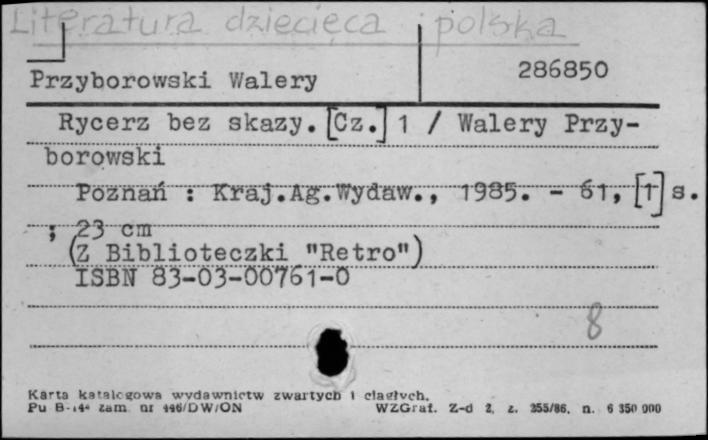 Literatura dziecięca polska
Przyborowski Walery
286850
Rycerz bez skazy. [Cz.] 1 / Walery Przy-
borowski
Poznań : Kraj.Ag.Wydaw., 1985. - 61, [1] s.
; 23 cm
(Z Biblioteczki "Retro")
ISBN 83-03-00761-0
8
Karta katalogowa wydawnictw zwartych i ciągłych.
Pu B-144 zam. nr 446/DW/ON WZGraf. Z-d 2, z. 255/86. n. 6 350 000